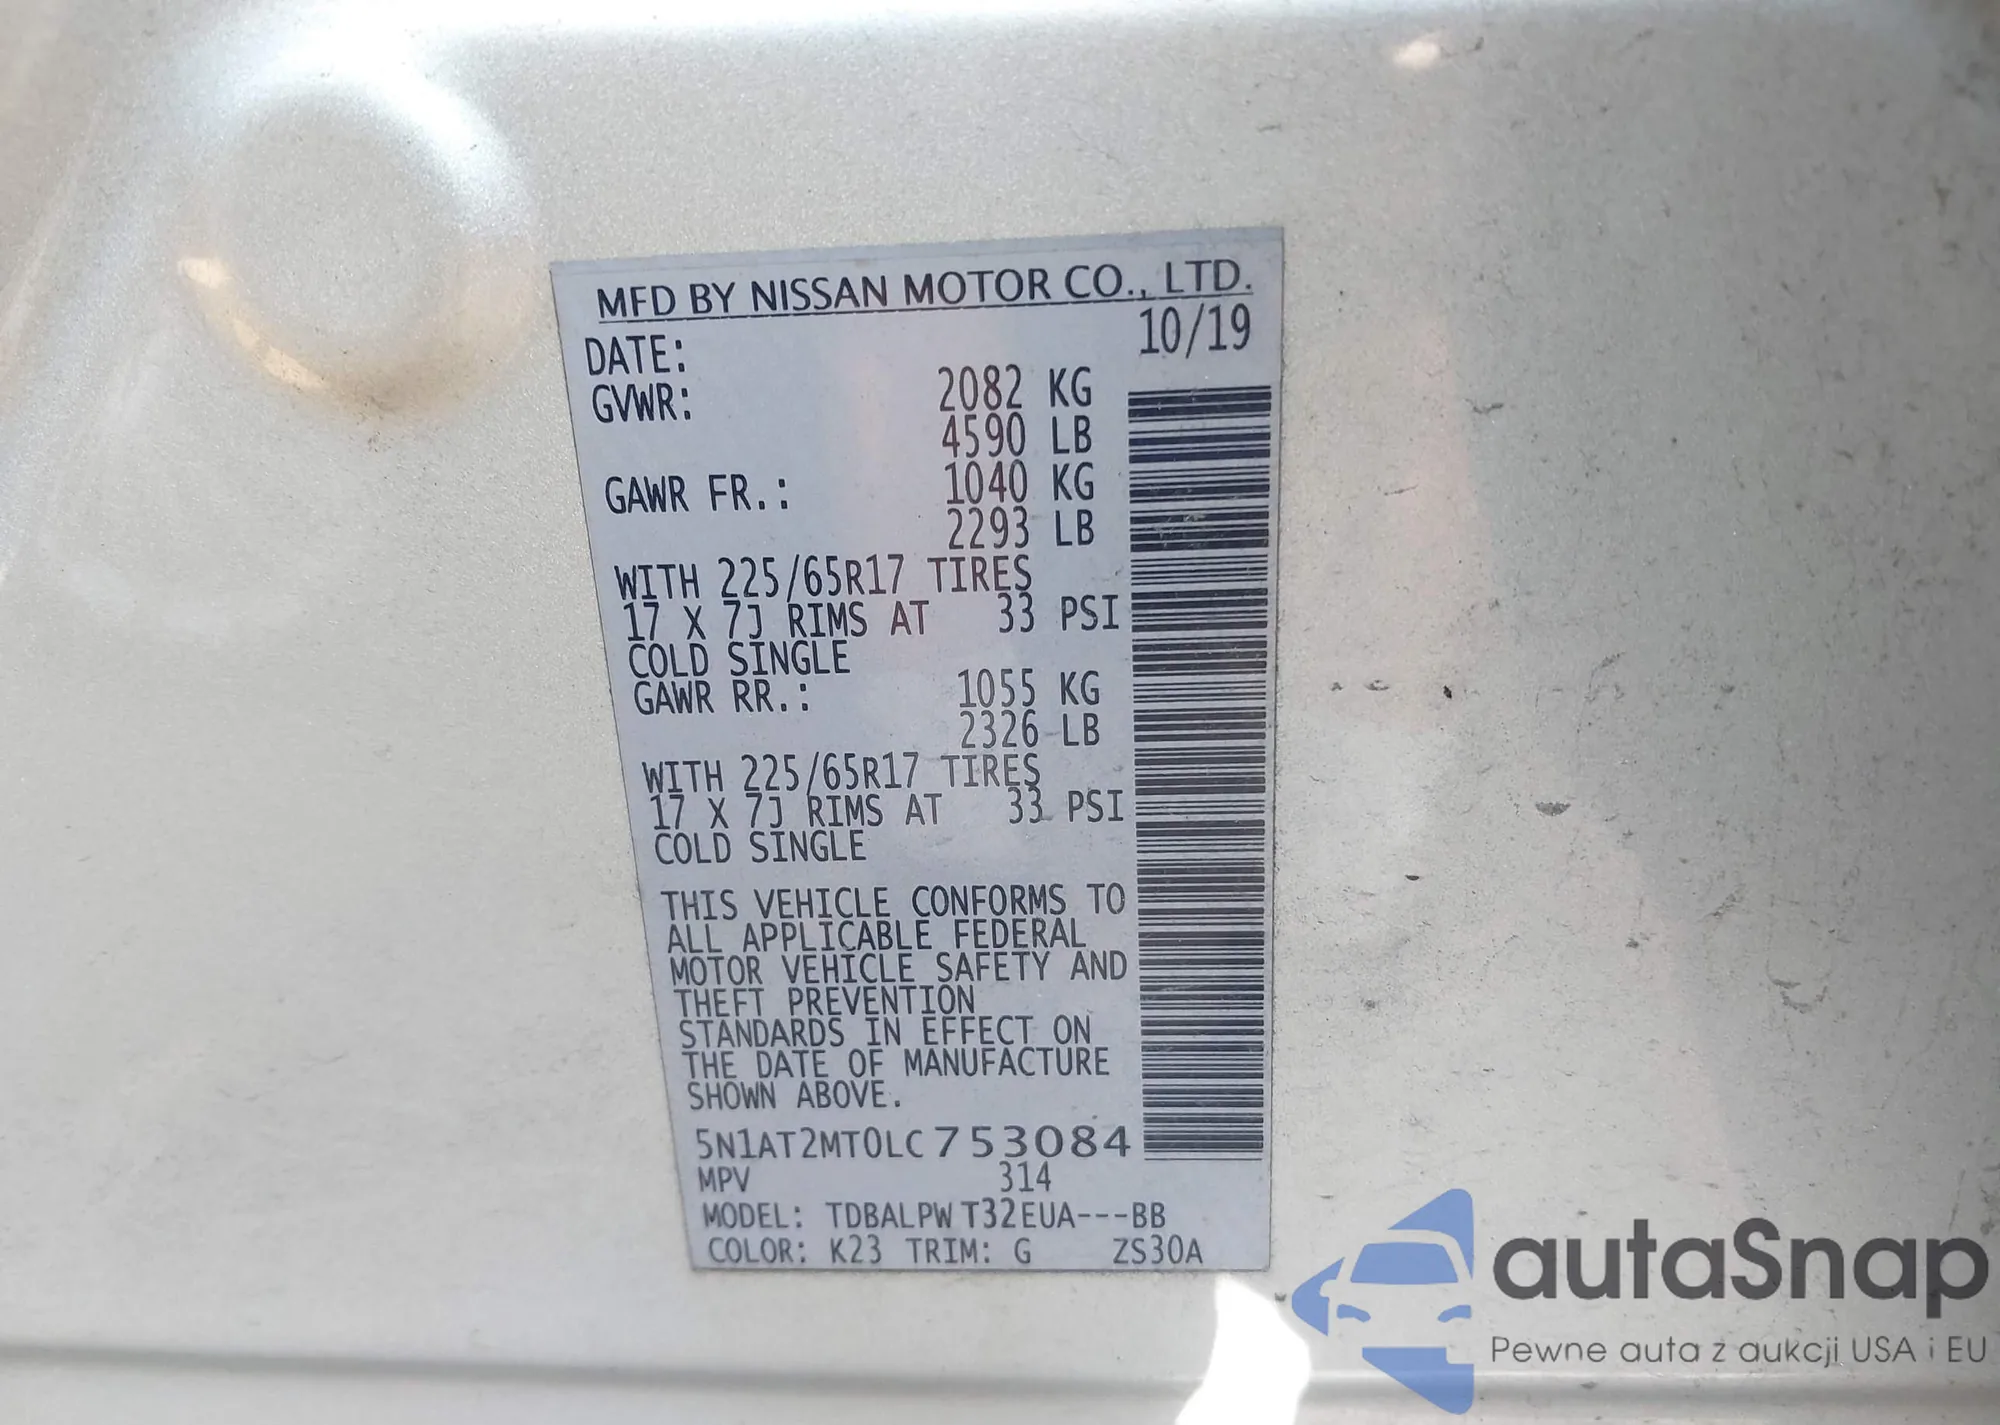 MFD BY NISSAN MOTOR CO., LTD.
DATE: 10/19
GVWR: 2082 KG
4590 LB
GAWR FR.: 1040 KG
2293 LB
WITH 225/65R17 TIRES
17 X 7J RIMS AT 33 PSI
COLD SINGLE
GAWR RR.: 1055 KG
2326 LB
WITH 225/65R17 TIRES
17 X 7J RIMS AT 33 PSI
COLD SINGLE
THIS VEHICLE CONFORMS TO
ALL APPLICABLE FEDERAL
MOTOR VEHICLE SAFETY AND
THEFT PREVENTION
STANDARDS IN EFFECT ON
THE DATE OF MANUFACTURE
SHOWN ABOVE.
5N1AT2MT0LC753084
MPV 314
MODEL: TDBALPW T32EUA---BB
COLOR: K23 TRIM: G ZS30A
autaSnap
Pewne auta z aukcji USA i EU